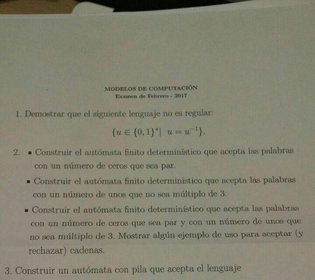 MODELOS DE COMPUTACIÓN
Examen de Febrero - 2017
1. Demostrar que el siguiente lenguaje no es regular:
{u ∈ {0, 1}*| u = u⁻¹}.
2. • Construir el autómata finito determinístico que acepta las palabras
con un número de ceros que sea par.
• Construir el autómata finito determinístico que acepta las palabras
con un número de unos que no sea múltiplo de 3.
• Construir el autómata finito determinístico que acepta las palabras
con un número de ceros que sea par y con un número de unos que
no sea múltiplo de 3. Mostrar algún ejemplo de uso para aceptar (y
rechazar) cadenas.
3. Construir un autómata con pila que acepta el lenguaje